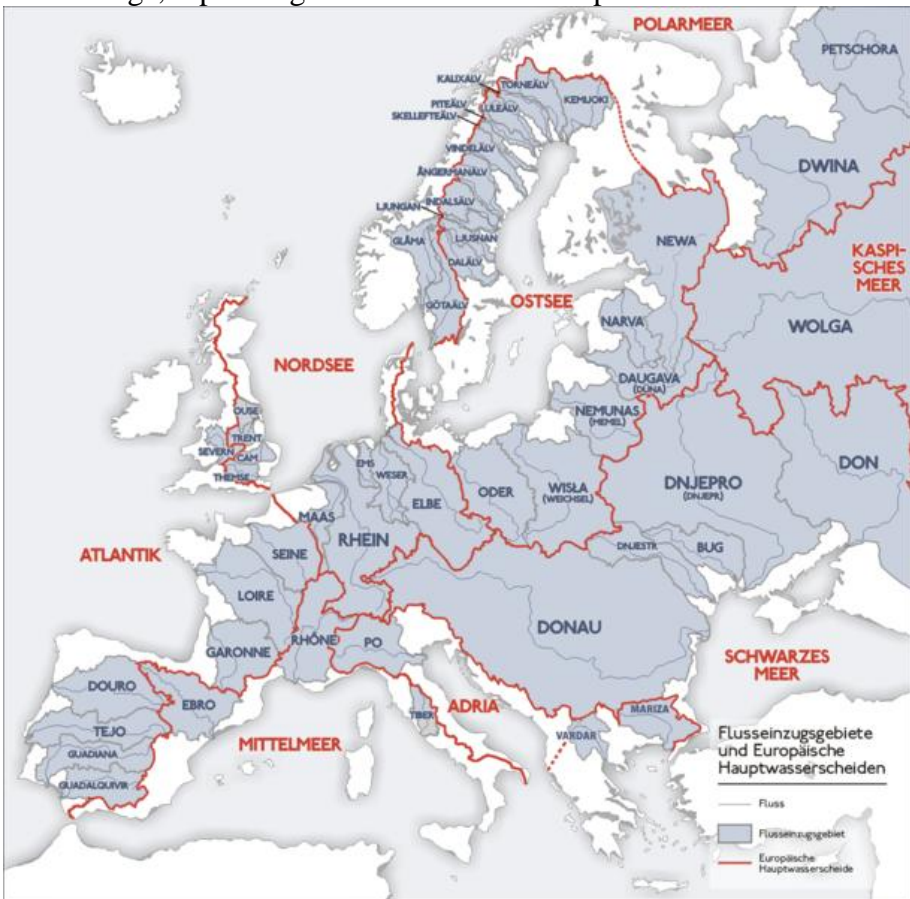 POLARMEER
PETSCHORA
KALIXÄLV
TORNEÄLV
KEMIJOKI
PITEÄLV
LULEÄLV
SKELLEFTEÄLV
VINDELÄLV
DWINA
ÅNGERMANÄLV
LJUNGAN
INDALSÄLV
GLÅMA
LJUSNAN
NEWA
DALÄLV
KASPI-
SCHES
MEER
GÖTAÄLV
OSTSEE
NARVA
WOLGA
NORDSEE
DAUGAVA
(DÜNA)
NEMUNAS
(MEMEL)
OUSE
TRENT
SEVERN
CAM
THEMSE
EMS
WESER
ELBE
ODER
WISŁA
(WEICHSEL)
DNJEPRO
(DNJEPR)
DON
MAAS
RHEIN
ATLANTIK
SEINE
DNJESTR
BUG
LOIRE
DONAU
GARONNE
RHÔNE
PO
SCHWARZES
MEER
DOURO
EBRO
TIBER
ADRIA
MARIZA
TEJO
VARDAR
MITTELMEER
GUADIANA
GUADALQUIVIR
Flusseinzugsgebiete
und Europäische
Hauptwasserscheiden
Fluss
Flusseinzugsgebiet
Europäische
Hauptwasserscheide